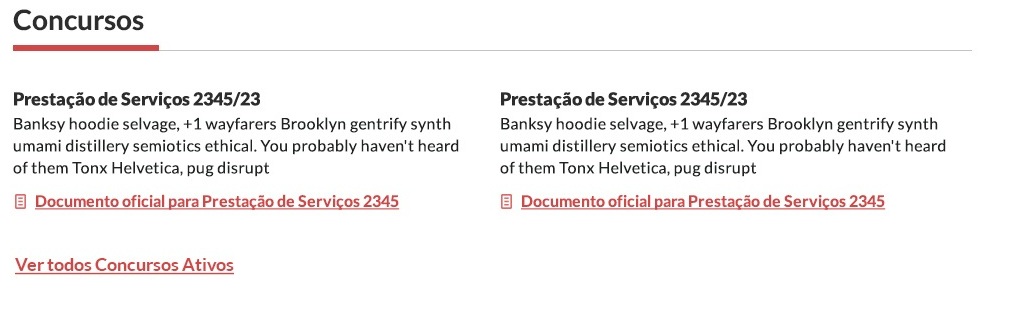 Concursos
Prestação de Serviços 2345/23
Banksy hoodie selvage, +1 wayfarers Brooklyn gentrify synth
umami distillery semiotics ethical. You probably haven't heard
of them Tonx Helvetica, pug disrupt
Documento oficial para Prestação de Serviços 2345
Prestação de Serviços 2345/23
Banksy hoodie selvage, +1 wayfarers Brooklyn gentrify synth
umami distillery semiotics ethical. You probably haven't heard
of them Tonx Helvetica, pug disrupt
Documento oficial para Prestação de Serviços 2345
Ver todos Concursos Ativos